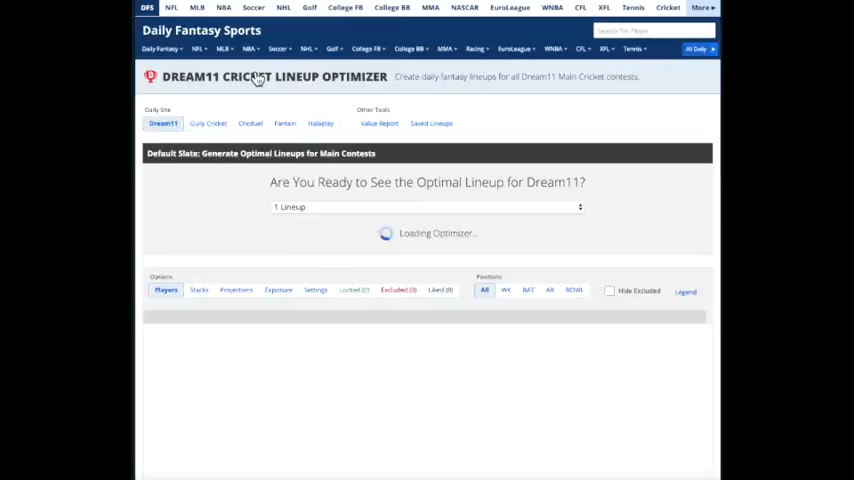 DFS NFL MLB NBA Soccer NHL Golf College FB College BB MMA NASCAR EuroLeague WNBA CFL XFL Tennis Cricket More
Daily Fantasy Sports
Search for Player
Daily Fantasy NFL MLB NBA Soccer NHL Golf College FB College BB MMA Racing EuroLeague WNBA CFL XFL Tennis All Daily
DREAM11 CRICKET LINEUP OPTIMIZER Create daily fantasy lineups for all Dream11 Main Cricket contests.
Daily Site Other Tools
Dream11 Gully Cricket Cricduel Fantain Halaplay Value Report Saved Lineups
Default Slate: Generate Optimal Lineups for Main Contests
Are You Ready to See the Optimal Lineup for Dream11?
1 Lineup
Loading Optimizer...
Options Positions
Players Stacks Projections Exposure Settings Locked (0) Excluded (0) Liked (0) All WK BAT AR BOWL Hide Excluded Legend